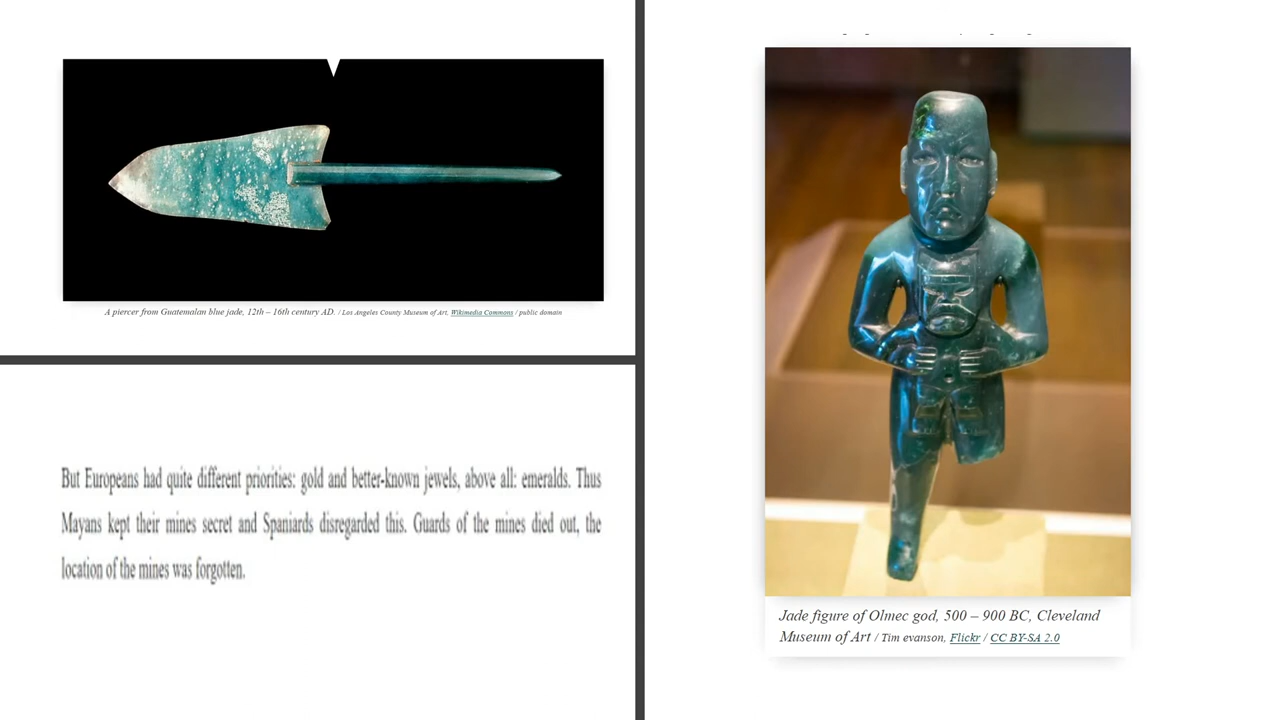 A piercer from Guatemalan blue jade, 12th – 16th century AD. / Los Angeles County Museum of Art, Wikimedia Commons / public domain
But Europeans had quite different priorities: gold and better-known jewels, above all: emeralds. Thus
Mayans kept their mines secret and Spaniards disregarded this. Guards of the mines died out, the
location of the mines was forgotten.
Jade figure of Olmec god, 500 – 900 BC, Cleveland
Museum of Art / Tim evanson, Flickr / CC BY-SA 2.0